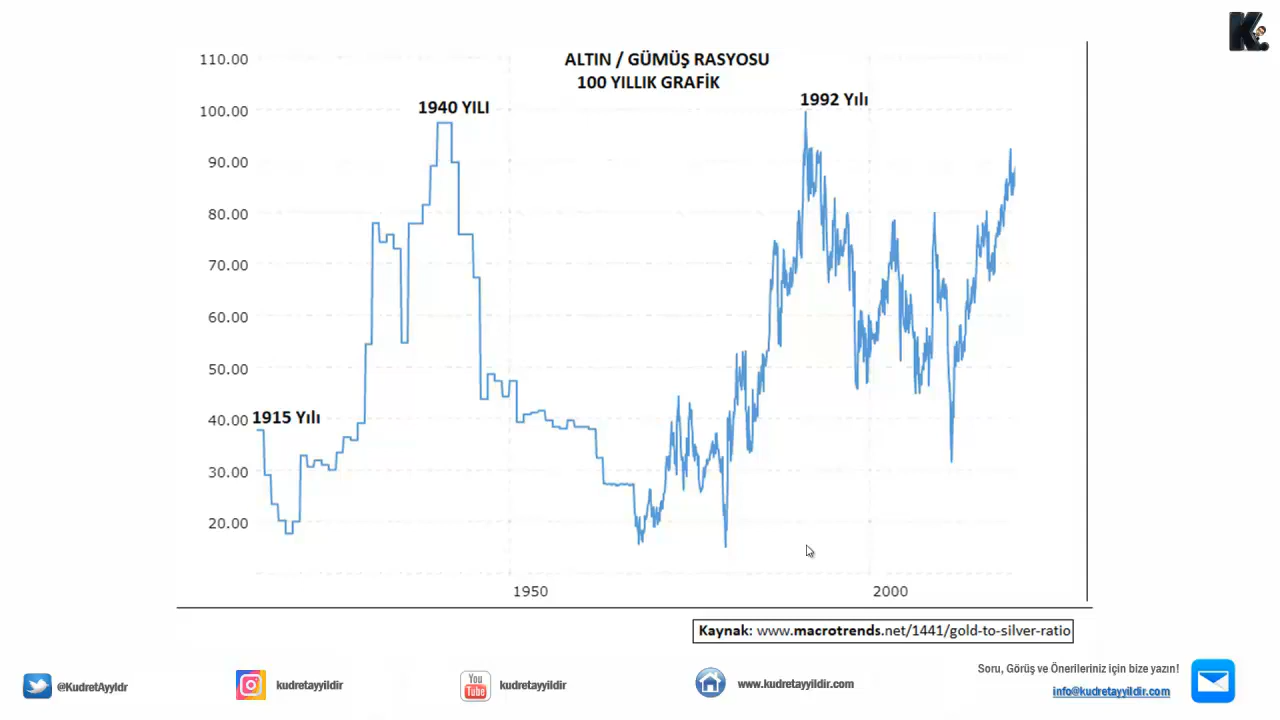 ALTIN / GÜMÜŞ RASYOSU
100 YILLIK GRAFİK
110.00
100.00
90.00
80.00
70.00
60.00
50.00
40.00
30.00
20.00
1915 Yılı
1940 YILI
1992 Yılı
1950
2000
Kaynak: www.macrotrends.net/1441/gold-to-silver-ratio
@KudretAyyldr
kudretayyildir
You Tube
kudretayyildir
www.kudretayyildir.com
Soru, Görüş ve Önerileriniz için bize yazın!
info@kudretayyildir.com
K